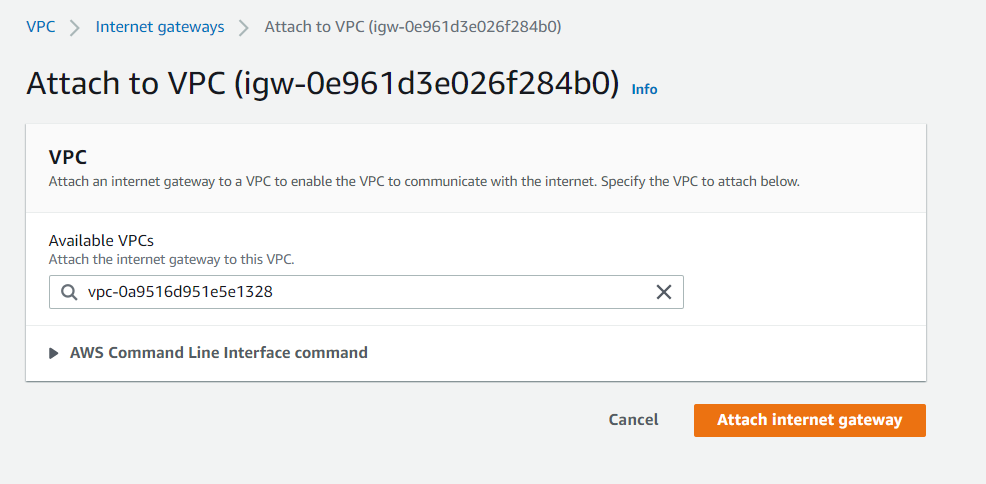 VPC > Internet gateways > Attach to VPC (igw-0e961d3e026f284b0)
Attach to VPC (igw-0e961d3e026f284b0) Info
VPC
Attach an internet gateway to a VPC to enable the VPC to communicate with the internet. Specify the VPC to attach below.
Available VPCs
Attach the internet gateway to this VPC.
vpc-0a9516d951e5e1328
AWS Command Line Interface command
Cancel Attach internet gateway